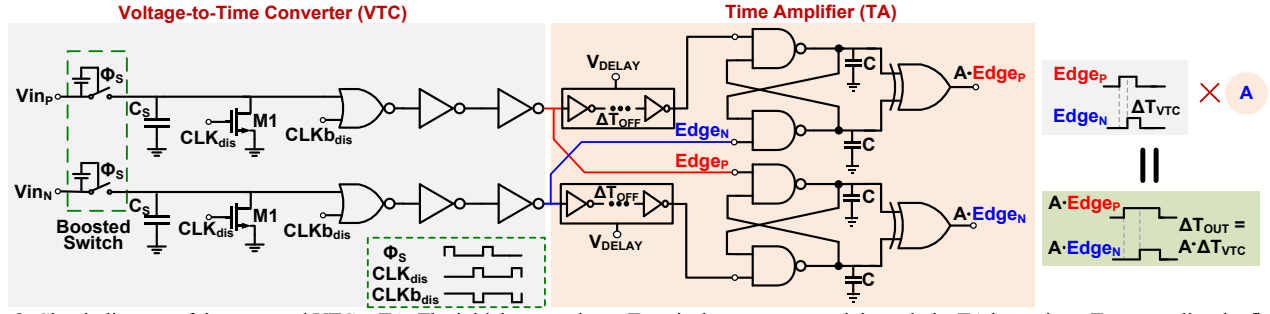 Voltage-to-Time Converter (VTC)
Time Amplifier (TA)
Vin_P
Φ_S
C_S
CLK_dis
M1
CLKb_dis
V_DELAY
ΔT_OFF
Edge_N
Edge_P
C
C
A·Edge_P
Vin_N
Φ_S
C_S
CLK_dis
M1
CLKb_dis
ΔT_OFF
V_DELAY
C
C
A·Edge_N
Boosted
Switch
Φ_S
CLK_dis
CLKb_dis
Edge_P
Edge_N
ΔT_VTC
× A
=
A·Edge_P
A·Edge_N
ΔT_OUT =
A·ΔT_VTC